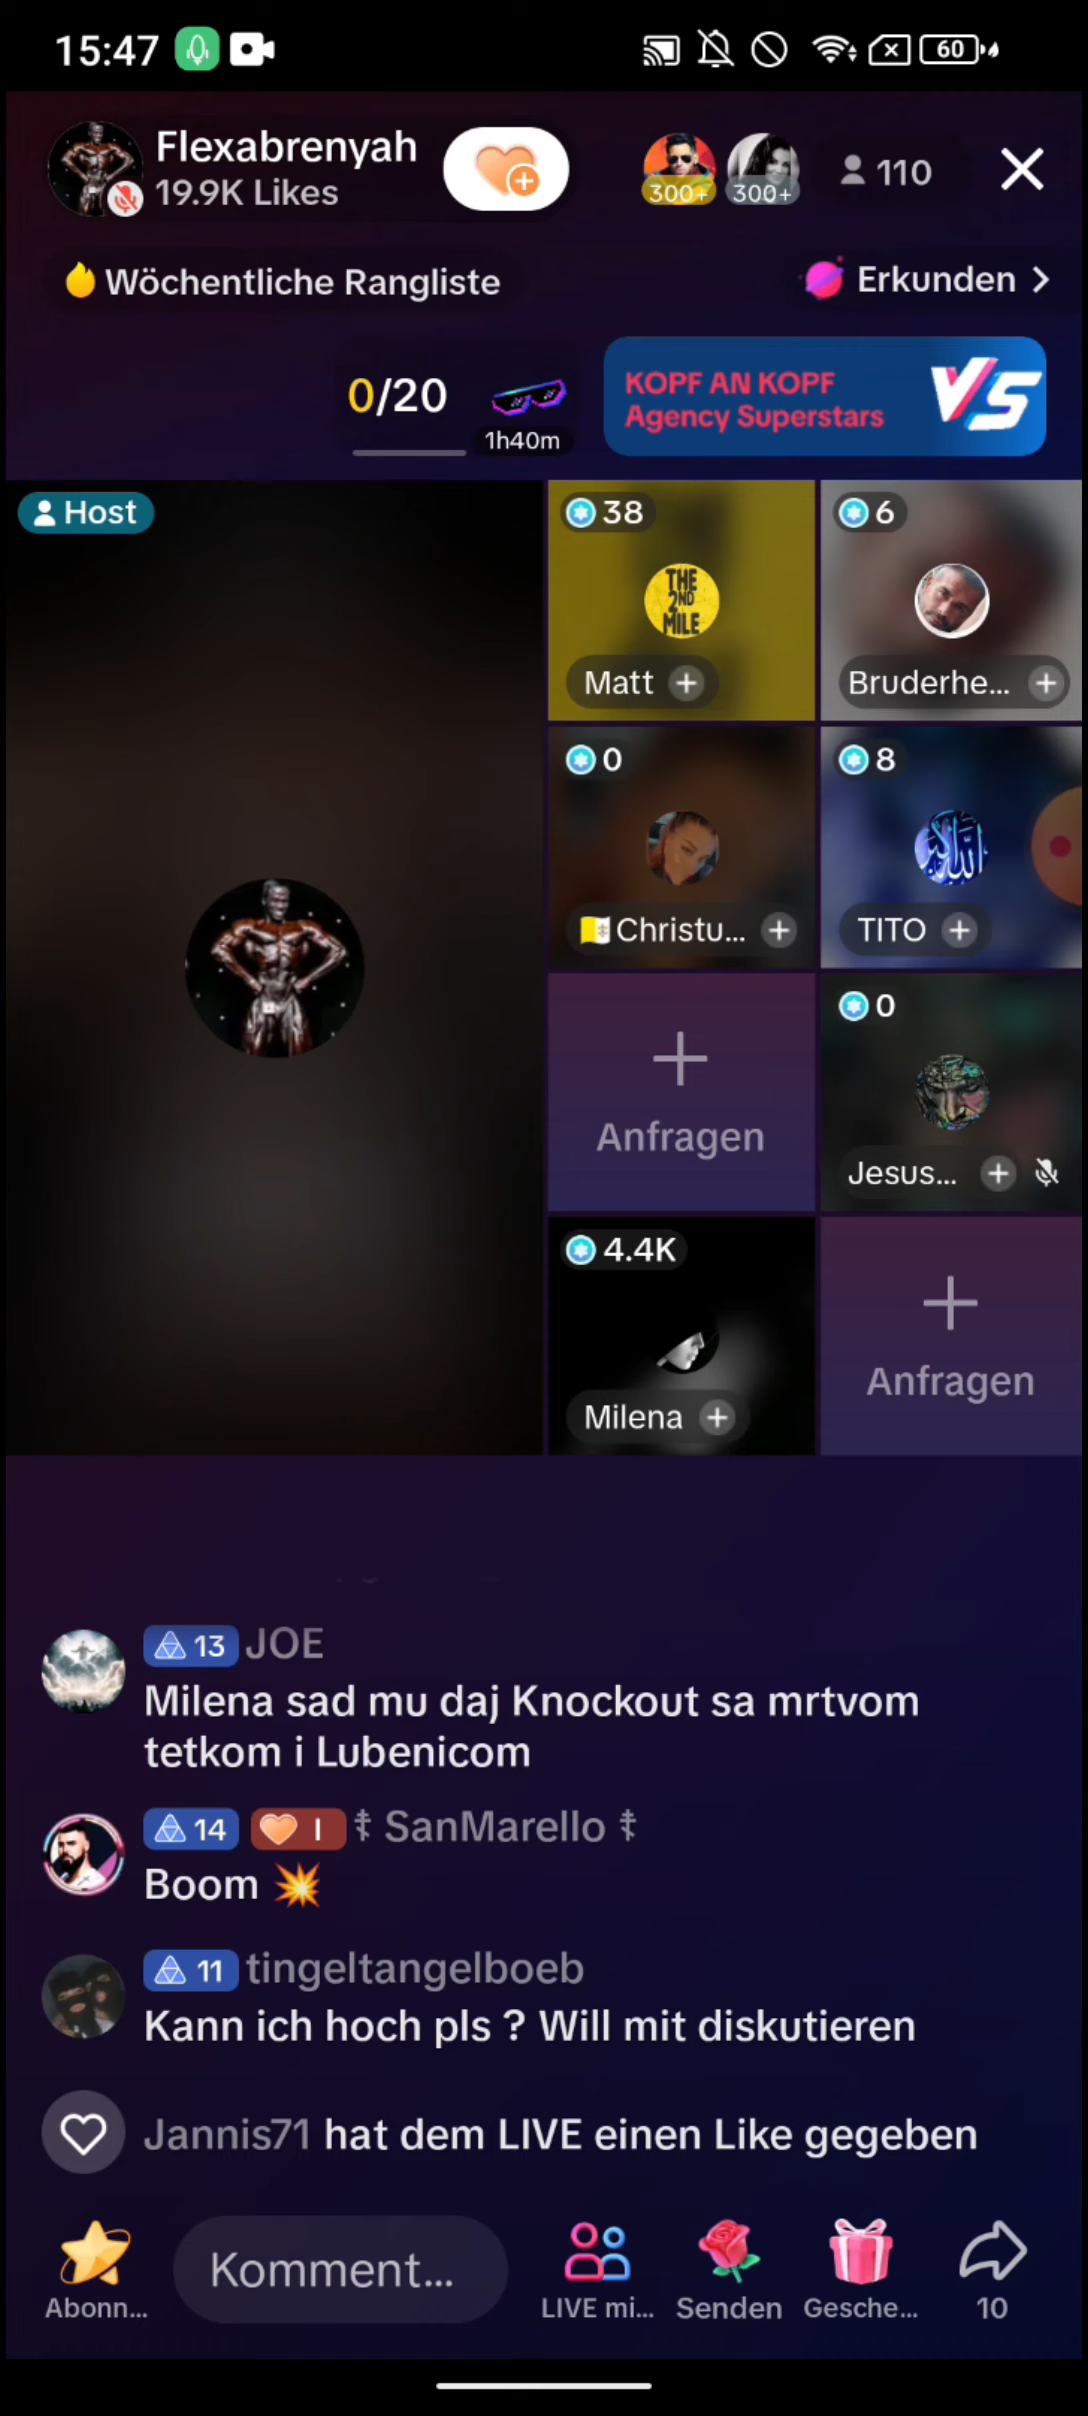 15:47
60
Flexabrenyah
19.9K Likes
300+
300+
110
Wöchentliche Rangliste
Erkunden
0/20
1h40m
KOPF AN KOPF
Agency Superstars
VS
Host
38
THE
2ND
MILE
Matt
6
Bruderhe...
0
Christu...
8
TITO
Anfragen
0
Jesus...
4.4K
Milena
Anfragen
13 JOE
Milena sad mu daj Knockout sa mrtvom
tetkom i Lubenicom
14 I ‡ SanMarello ‡
Boom 💥
11 tingeltangelboeb
Kann ich hoch pls ? Will mit diskutieren
Jannis71 hat dem LIVE einen Like gegeben
Komment...
Abonn...
LIVE mi...
Senden
Gesche...
10